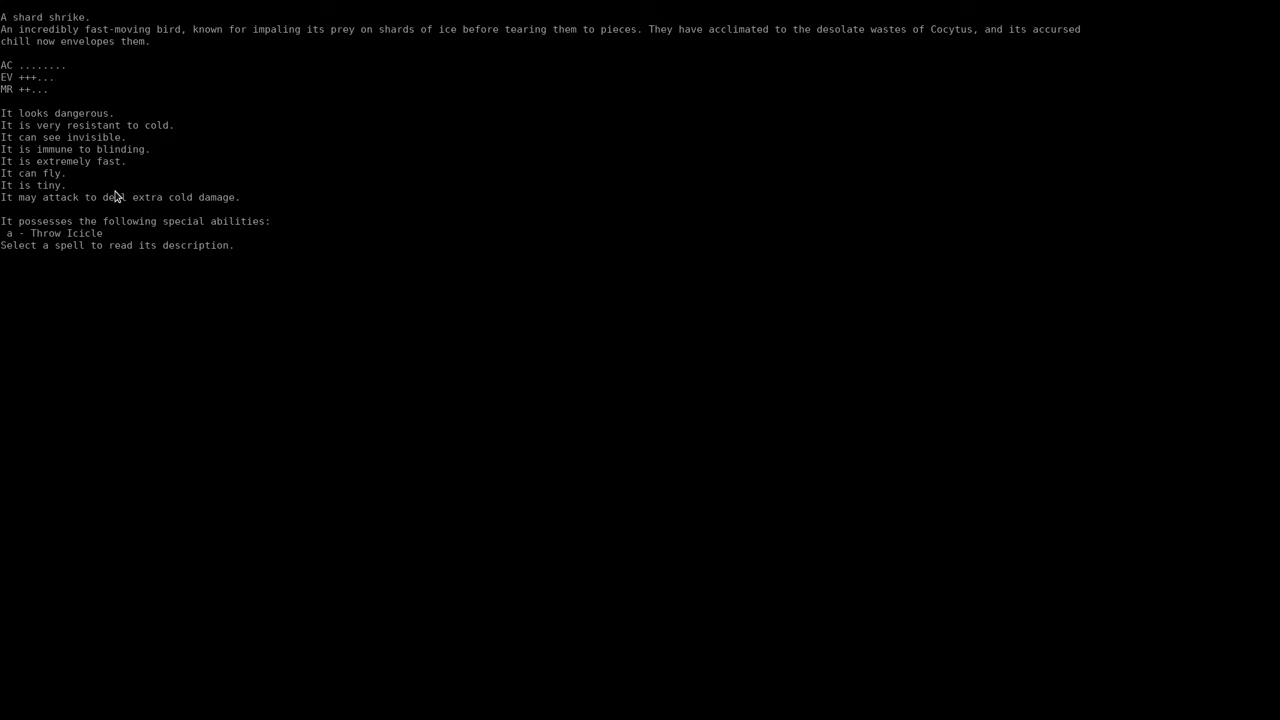 A shard shrike.
An incredibly fast-moving bird, known for impaling its prey on shards of ice before tearing them to pieces. They have acclimated to the desolate wastes of Cocytus, and its accursed
chill now envelopes them.
AC ........
EV +++...
MR ++...
It looks dangerous.
It is very resistant to cold.
It can see invisible.
It is immune to blinding.
It is extremely fast.
It can fly.
It is tiny.
It may attack to deal extra cold damage.
It possesses the following special abilities:
a - Throw Icicle
Select a spell to read its description.